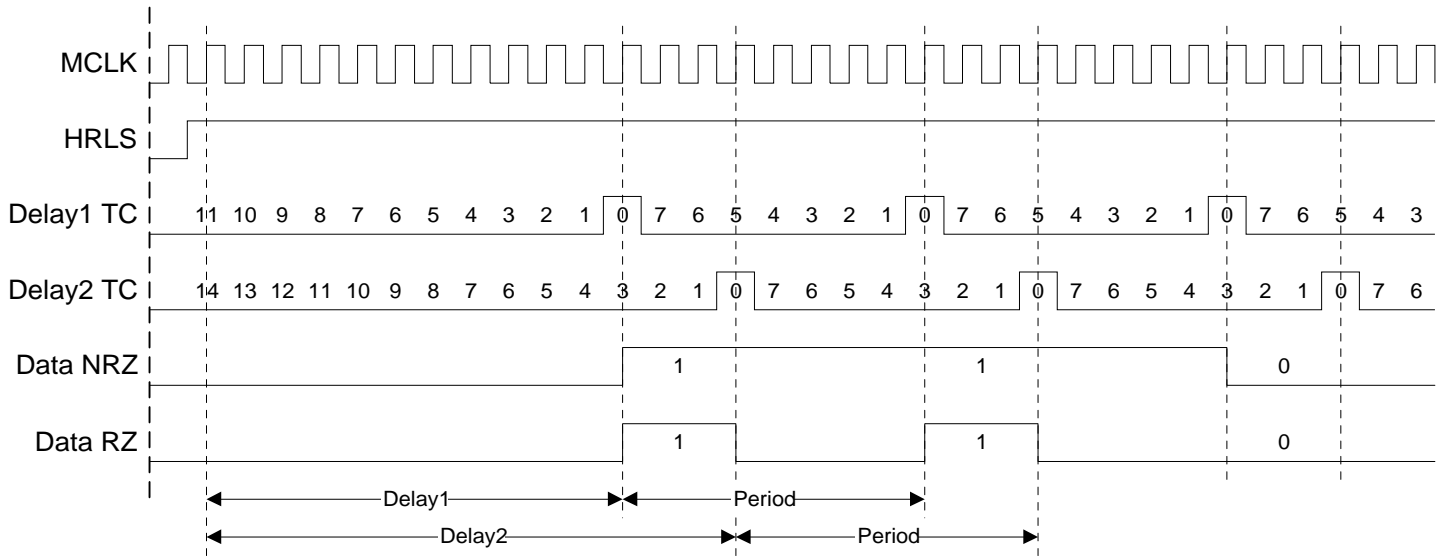 MCLK
HRLS
Delay1 TC 11 10 9 8 7 6 5 4 3 2 1 0 7 6 5 4 3 2 1 0 7 6 5 4 3 2 1 0 7 6 5 4 3
Delay2 TC 14 13 12 11 10 9 8 7 6 5 4 3 2 1 0 7 6 5 4 3 2 1 0 7 6 5 4 3 2 1 0 7 6
Data NRZ 1 1 0
Data RZ 1 1 0
Delay1 Period
Delay2 Period